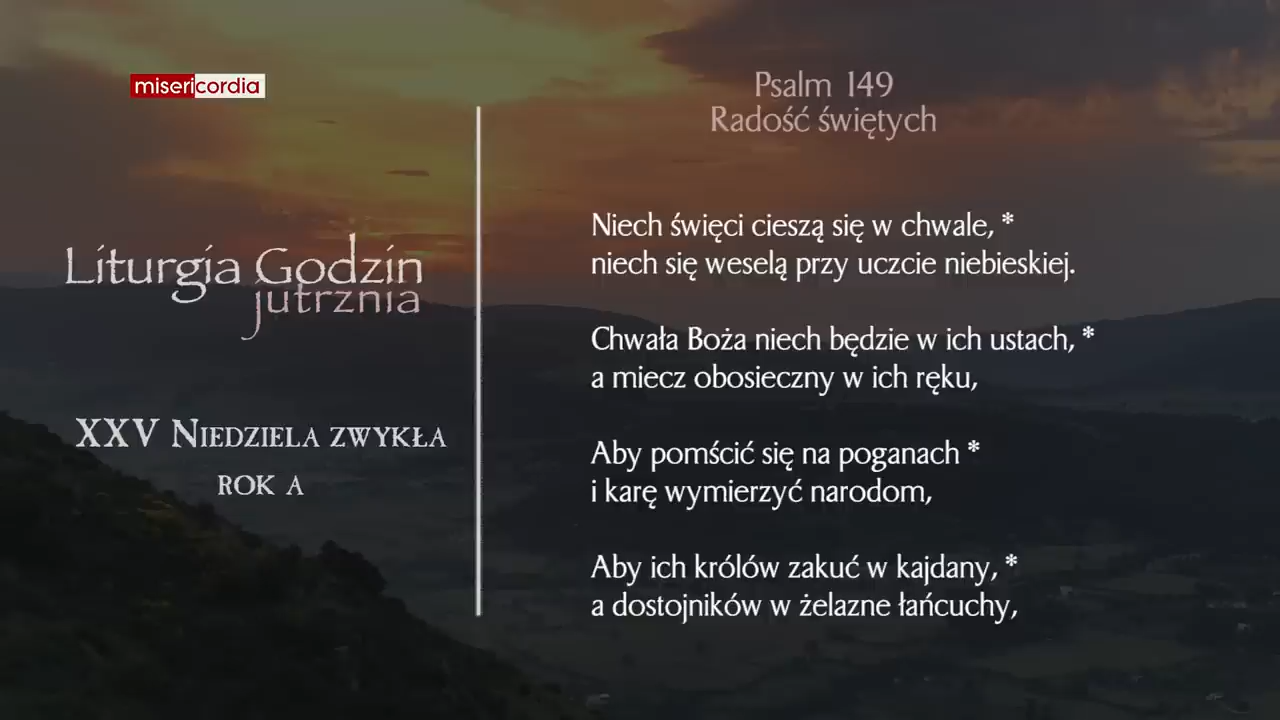 misericordia
Liturgia Godzin
jutrznia
XXV Niedziela zwykła
rok a
Psalm 149
Radość świętych
Niech święci cieszą się w chwale, *
niech się weselą przy uczcie niebieskiej.
Chwała Boża niech będzie w ich ustach, *
a miecz obosieczny w ich ręku,
Aby pomścić się na poganach *
i karę wymierzyć narodom,
Aby ich królów zakuć w kajdany, *
a dostojników w żelazne łańcuchy,